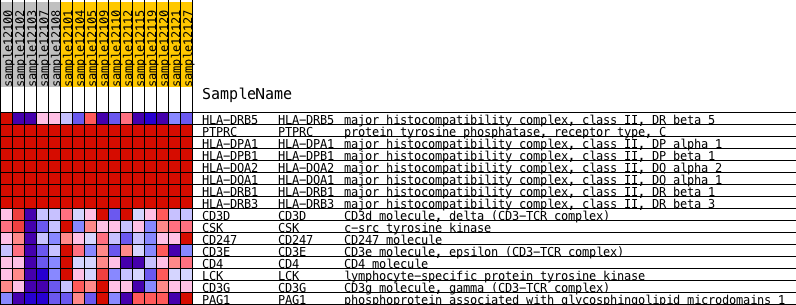 sample12100
sample12102
sample12103
sample12107
sample12108
sample12101
sample12104
sample12105
sample12109
sample12110
sample12112
sample12115
sample12119
sample12120
sample12121
sample12127
SampleName
HLA-DRB5 HLA-DRB5 major histocompatibility complex, class II, DR beta 5
PTPRC PTPRC protein tyrosine phosphatase, receptor type, C
HLA-DPA1 HLA-DPA1 major histocompatibility complex, class II, DP alpha 1
HLA-DPB1 HLA-DPB1 major histocompatibility complex, class II, DP beta 1
HLA-DQA2 HLA-DQA2 major histocompatibility complex, class II, DQ alpha 2
HLA-DQA1 HLA-DQA1 major histocompatibility complex, class II, DQ alpha 1
HLA-DRB1 HLA-DRB1 major histocompatibility complex, class II, DR beta 1
HLA-DRB3 HLA-DRB3 major histocompatibility complex, class II, DR beta 3
CD3D CD3D CD3d molecule, delta (CD3-TCR complex)
CSK CSK c-src tyrosine kinase
CD247 CD247 CD247 molecule
CD3E CD3E CD3e molecule, epsilon (CD3-TCR complex)
CD4 CD4 CD4 molecule
LCK LCK lymphocyte-specific protein tyrosine kinase
CD3G CD3G CD3g molecule, gamma (CD3-TCR complex)
PAG1 PAG1 phosphoprotein associated with glycosphingolipid microdomains 1